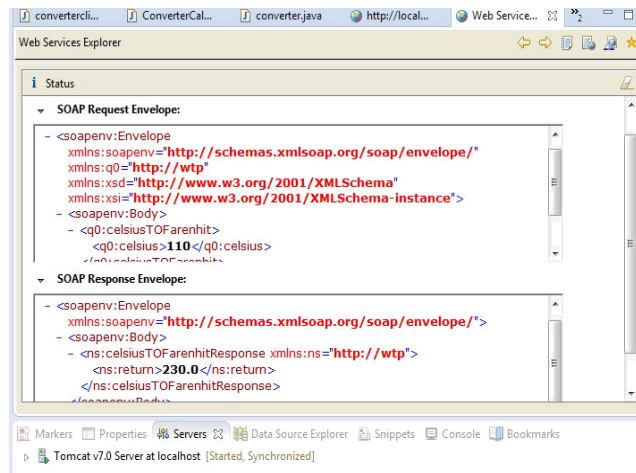 convertercli...
ConverterCal...
converter.java
http://local...
Web Service...
»2
Web Services Explorer
i Status
SOAP Request Envelope:
- <soapenv:Envelope
xmlns:soapenv="http://schemas.xmlsoap.org/soap/envelope/"
xmlns:q0="http://wtp"
xmlns:xsd="http://www.w3.org/2001/XMLSchema"
xmlns:xsi="http://www.w3.org/2001/XMLSchema-instance">
- <soapenv:Body>
- <q0:celsiusTOFarenhit>
<q0:celsius>110</q0:celsius>
</q0:celsiusTOFarenhit>
SOAP Response Envelope:
- <soapenv:Envelope
xmlns:soapenv="http://schemas.xmlsoap.org/soap/envelope/">
- <soapenv:Body>
- <ns:celsiusTOFarenhitResponse xmlns:ns="http://wtp">
<ns:return>230.0</ns:return>
</ns:celsiusTOFarenhitResponse>
</soapenv:Body>
Markers Properties Servers Data Source Explorer Snippets Console Bookmarks
Tomcat v7.0 Server at localhost [Started, Synchronized]